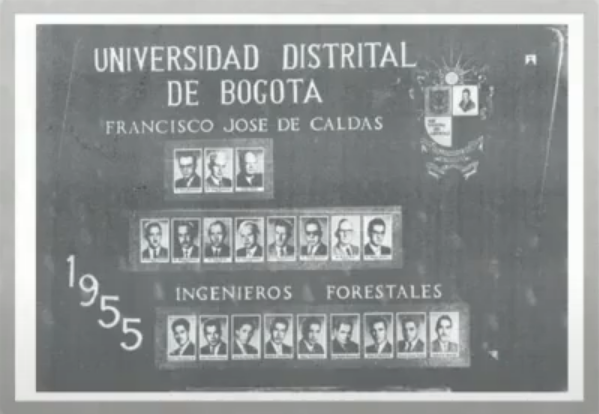 UNIVERSIDAD DISTRITAL
DE BOGOTA
FRANCISCO JOSE DE CALDAS
1955
INGENIEROS FORESTALES